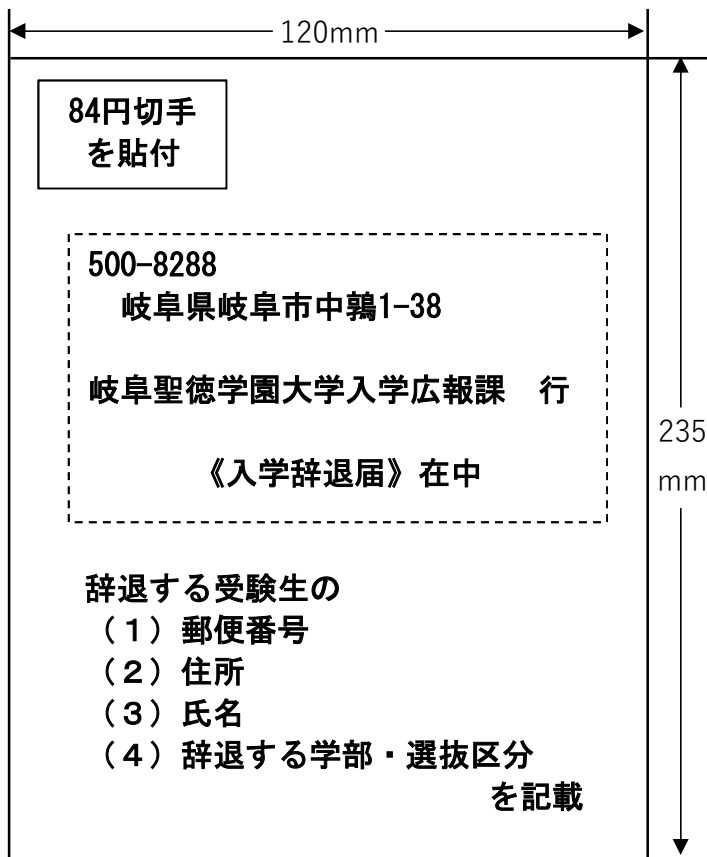 120mm
84円切手
を貼付
500-8288
岐阜県岐阜市中鶉1-38
岐阜聖徳学園大学入学広報課　行
《入学辞退届》在中
235
mm
辞退する受験生の
（１）郵便番号
（２）住所
（３）氏名
（４）辞退する学部・選抜区分
を記載